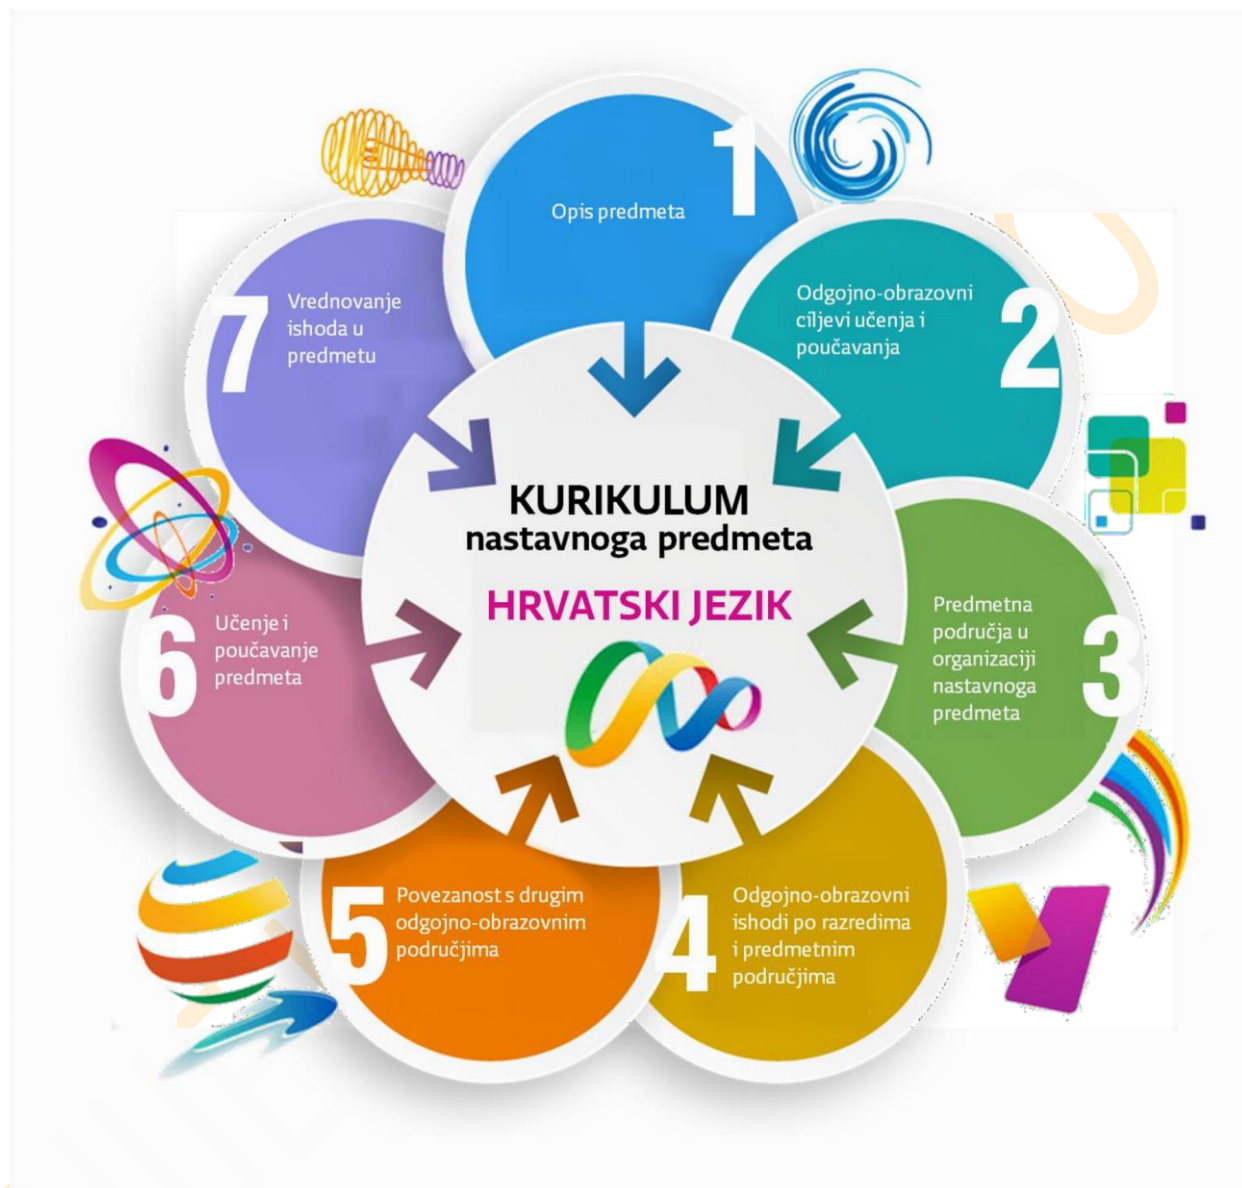 KURIKULUM
nastavnoga predmeta
HRVATSKI JEZIK
1
Opis predmeta
2
Odgojno-obrazovni
ciljevi učenja i
poučavanja
3
Predmetna
područja u
organizaciji
nastavnoga
predmeta
4
Odgojno-obrazovni
ishodi po razredima
i predmetnim
područjima
5
Povezanost s drugim
odgojno-obrazovnim
područjima
6
Učenje i
poučavanje
predmeta
7
Vrednovanje
ishoda u
predmetu